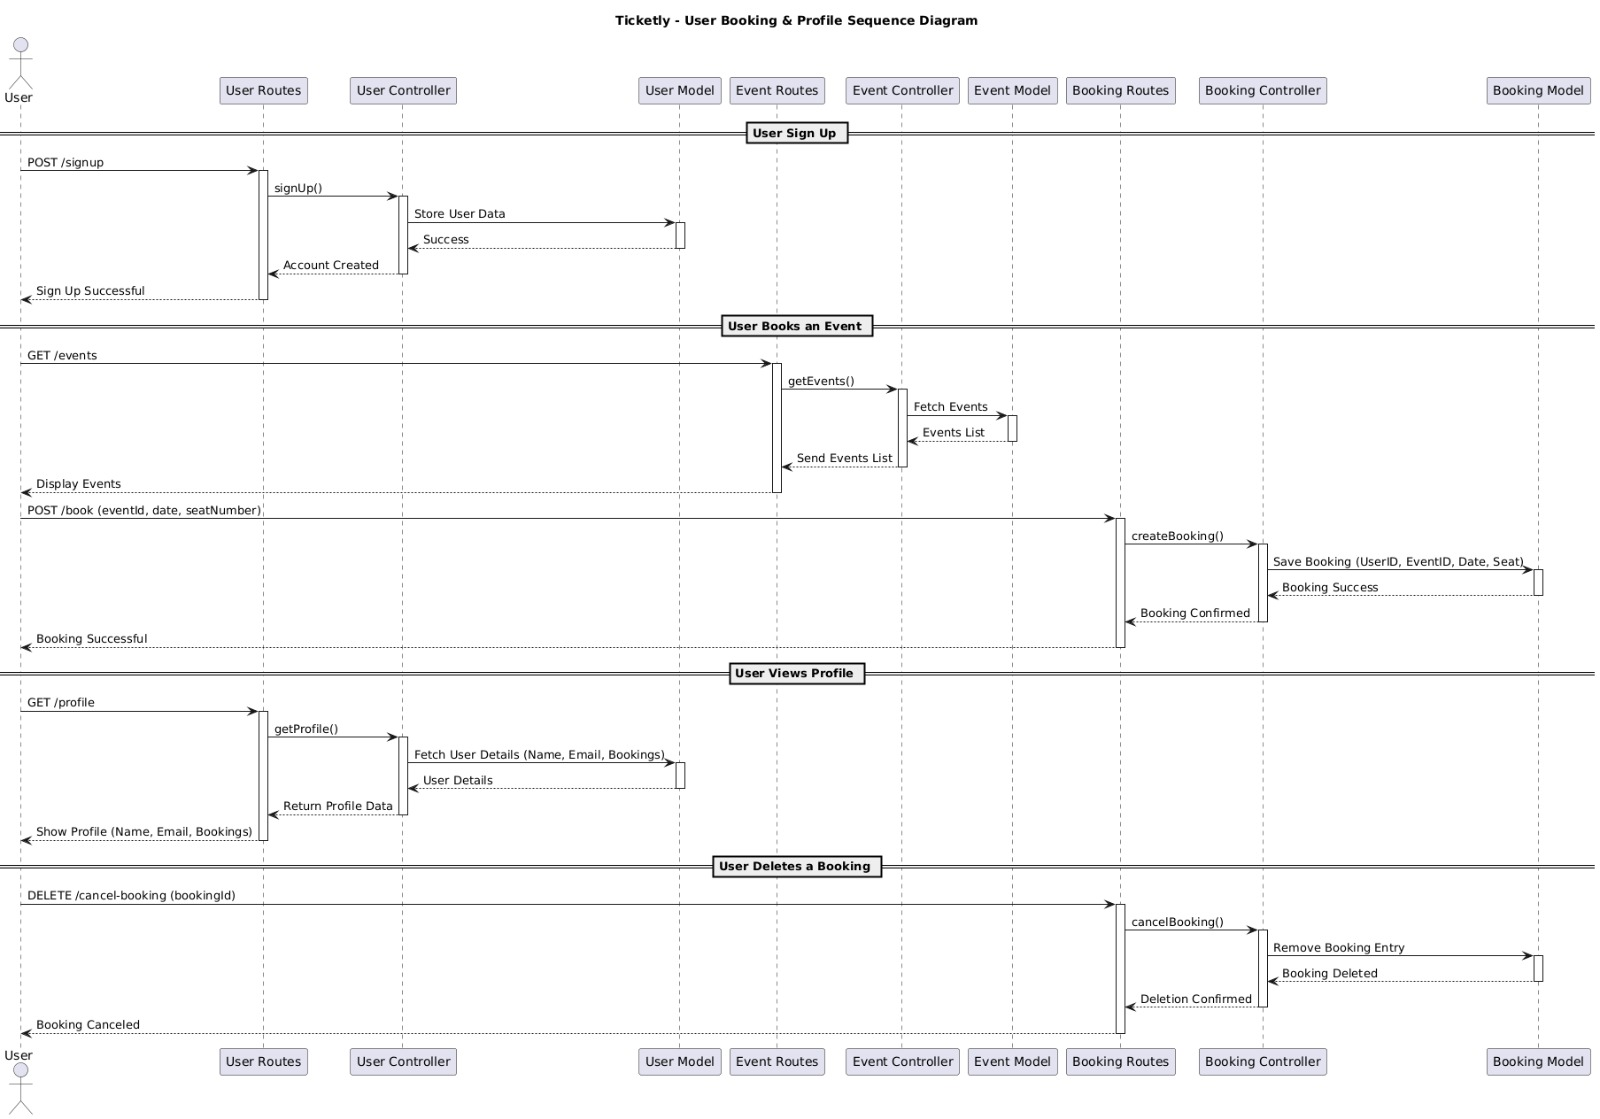 Ticketly - User Booking & Profile Sequence Diagram
User
User Routes
User Controller
User Model
Event Routes
Event Controller
Event Model
Booking Routes
Booking Controller
Booking Model
User Sign Up
POST /signup
signUp()
Store User Data
Success
Account Created
Sign Up Successful
User Books an Event
GET /events
getEvents()
Fetch Events
Events List
Send Events List
Display Events
POST /book (eventId, date, seatNumber)
createBooking()
Save Booking (UserID, EventID, Date, Seat)
Booking Success
Booking Confirmed
Booking Successful
User Views Profile
GET /profile
getProfile()
Fetch User Details (Name, Email, Bookings)
User Details
Return Profile Data
Show Profile (Name, Email, Bookings)
User Deletes a Booking
DELETE /cancel-booking (bookingId)
cancelBooking()
Remove Booking Entry
Booking Deleted
Deletion Confirmed
Booking Canceled
User
User Routes
User Controller
User Model
Event Routes
Event Controller
Event Model
Booking Routes
Booking Controller
Booking Model